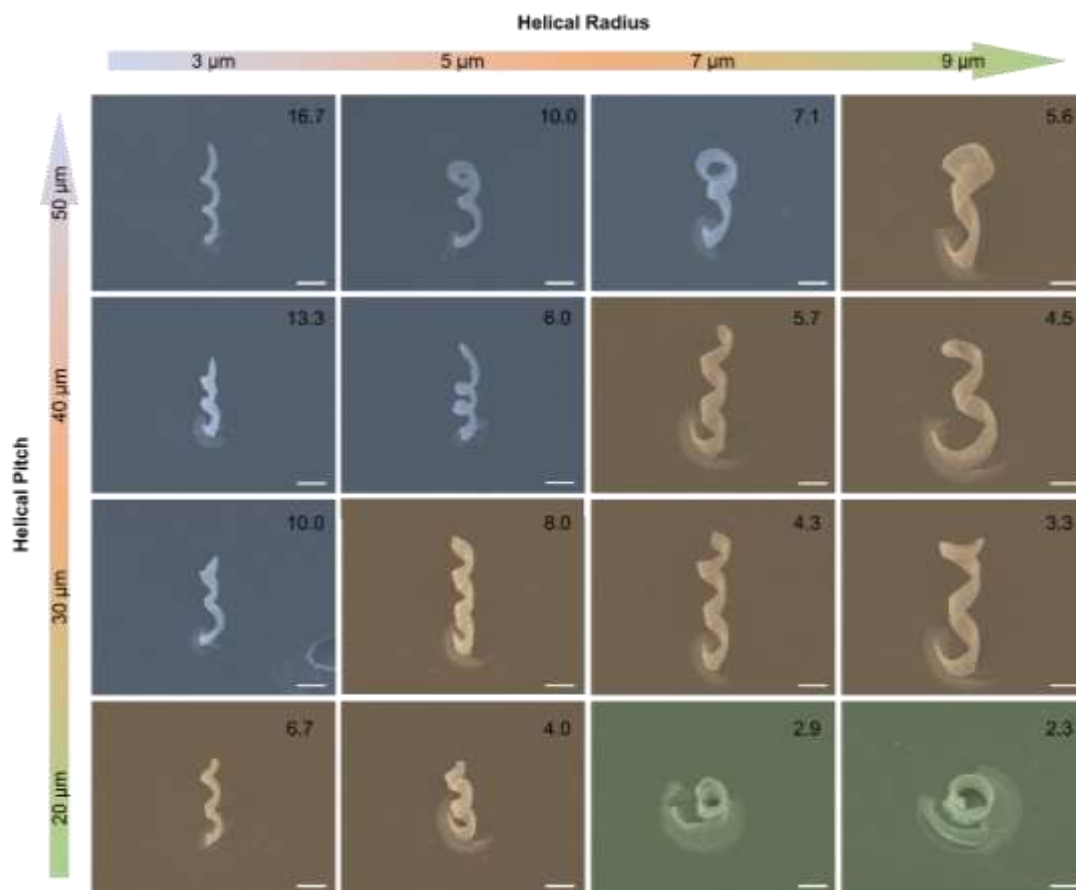 Helical Radius
3 µm 5 µm 7 µm 9 µm
Helical Pitch
50 µm
16.7 10.0 7.1 5.6
40 µm
13.3 6.0 5.7 4.5
30 µm
10.0 8.0 4.3 3.3
20 µm
6.7 4.0 2.9 2.3